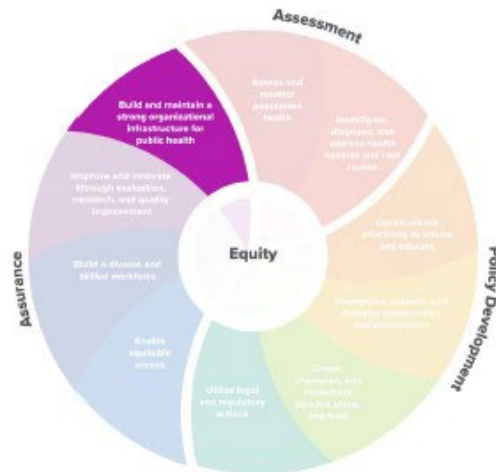 Assessment
Assess and
monitor
population
health
Investigate,
diagnose, and
address health
hazards and root
causes
Communicate
effectively to inform
and educate
Strengthen, support, and
mobilize communities
and partnerships
Create,
champion, and
implement
policies, plans,
and laws
Policy Development
Utilize legal
and regulatory
actions
Enable
equitable
access
Build a diverse and
skilled workforce
Improve and innovate
through evaluation,
research, and quality
improvement
Build and maintain a
strong organizational
infrastructure for
public health
Assurance
Equity